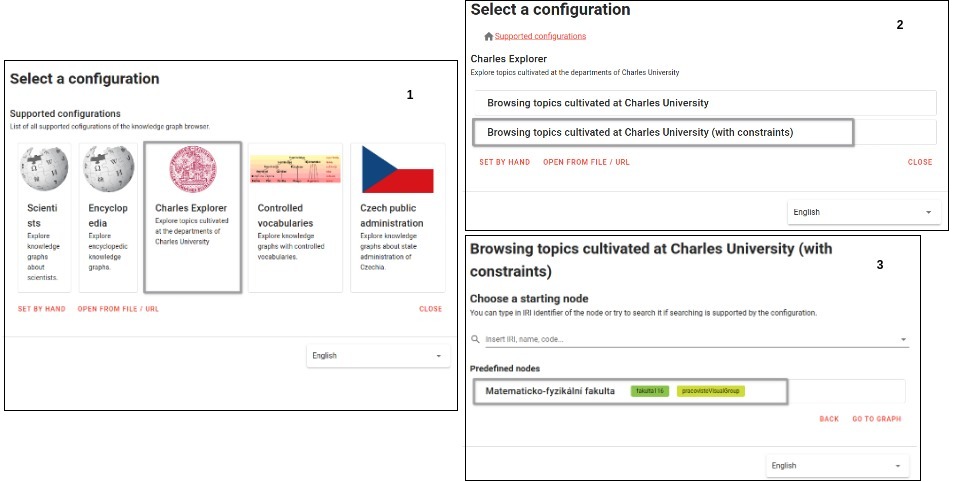 Select a configuration
1
Supported configurations
List of all supported cofigurations of the knowledge graph browser.
Scienti
sts
Explore
knowledge
graphs
about
scientists.
Encyclop
edia
Explore
encyclopedic
knowledge
graphs.
Charles Explorer
Explore topics cultivated
at the departments of
Charles University
Controlled
vocabularies
Explore knowledge
graphs with controlled
vocabularies.
Czech public
administration
Explore knowledge
graphs about state
administration of
Czechia.
SET BY HAND OPEN FROM FILE / URL CLOSE
English
Select a configuration
2
Supported configurations
Charles Explorer
Explore topics cultivated at the departments of Charles University
Browsing topics cultivated at Charles University
Browsing topics cultivated at Charles University (with constraints)
SET BY HAND OPEN FROM FILE / URL CLOSE
English
Browsing topics cultivated at Charles University (with
constraints)
3
Choose a starting node
You can type in IRI identifier of the node or try to search it if searching is supported by the configuration.
Insert IRI, name, code...
Predefined nodes
Matematicko-fyzikální fakulta fakulta116 pracovisteVisualGroup
BACK GO TO GRAPH
English